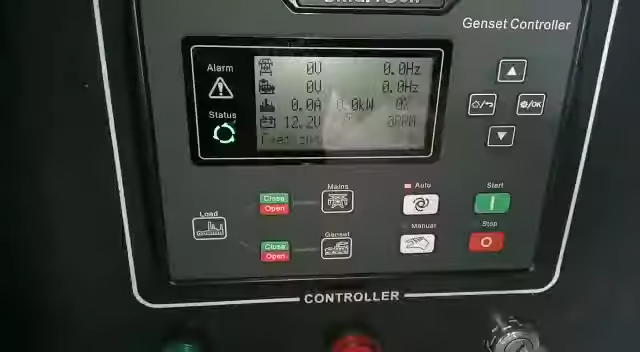 Genset Controller
Alarm
Status
0V 0.0Hz
0V 0.0Hz
0.0A 0.0kW 0%
12.2V 0RPM
Mains
Close
Open
Load
Genset
Close
Open
Auto
Start
Manual
Stop
/OK
CONTROLLER